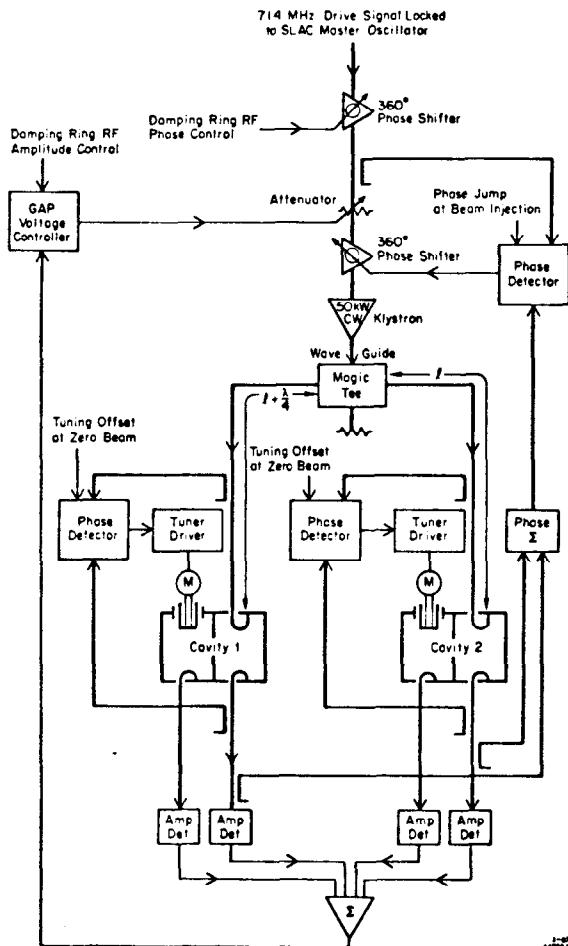 714 MHz Drive Signal Locked
to SLAC Master Oscillator
360°
Phase Shifter
Damping Ring RF
Phase Control
Damping Ring RF
Amplitude Control
Attenuator
Phase Jump
at Beam Injection
GAP
Voltage
Controller
360°
Phase Shifter
Phase
Detector
50kW
CW
Klystron
Wave Guide
Magic
Tee
ℓ
ℓ + λ/4
Tuning Offset
at Zero Beam
Tuning Offset
at Zero Beam
Phase
Detector
Tuner
Driver
Phase
Detector
Tuner
Driver
Phase
Σ
M
M
Cavity 1
Cavity 2
Amp
Det
Amp
Det
Amp
Det
Amp
Det
Σ